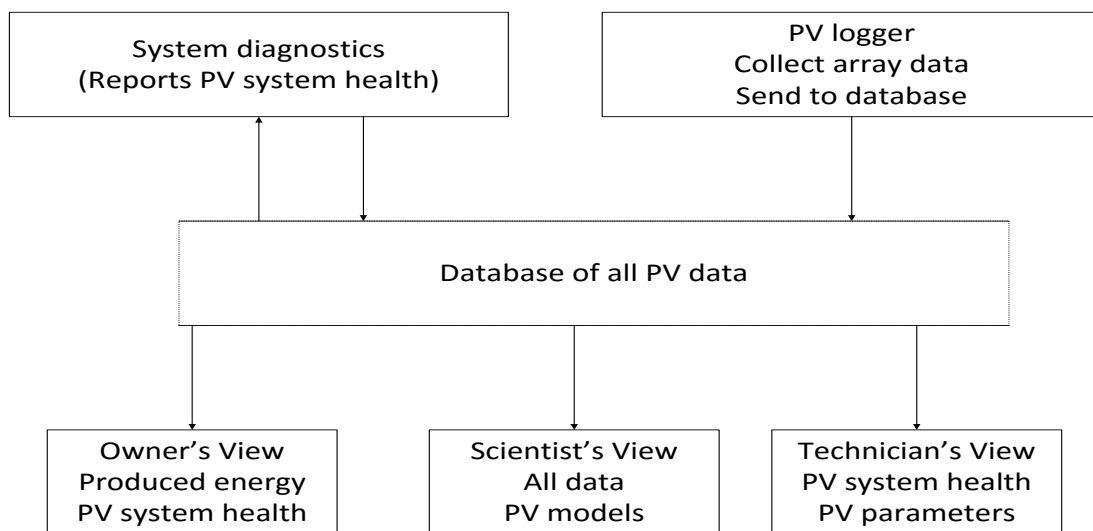 System diagnostics
(Reports PV system health)
PV logger
Collect array data
Send to database
Database of all PV data
Owner’s View
Produced energy
PV system health
Scientist’s View
All data
PV models
Technician’s View
PV system health
PV parameters